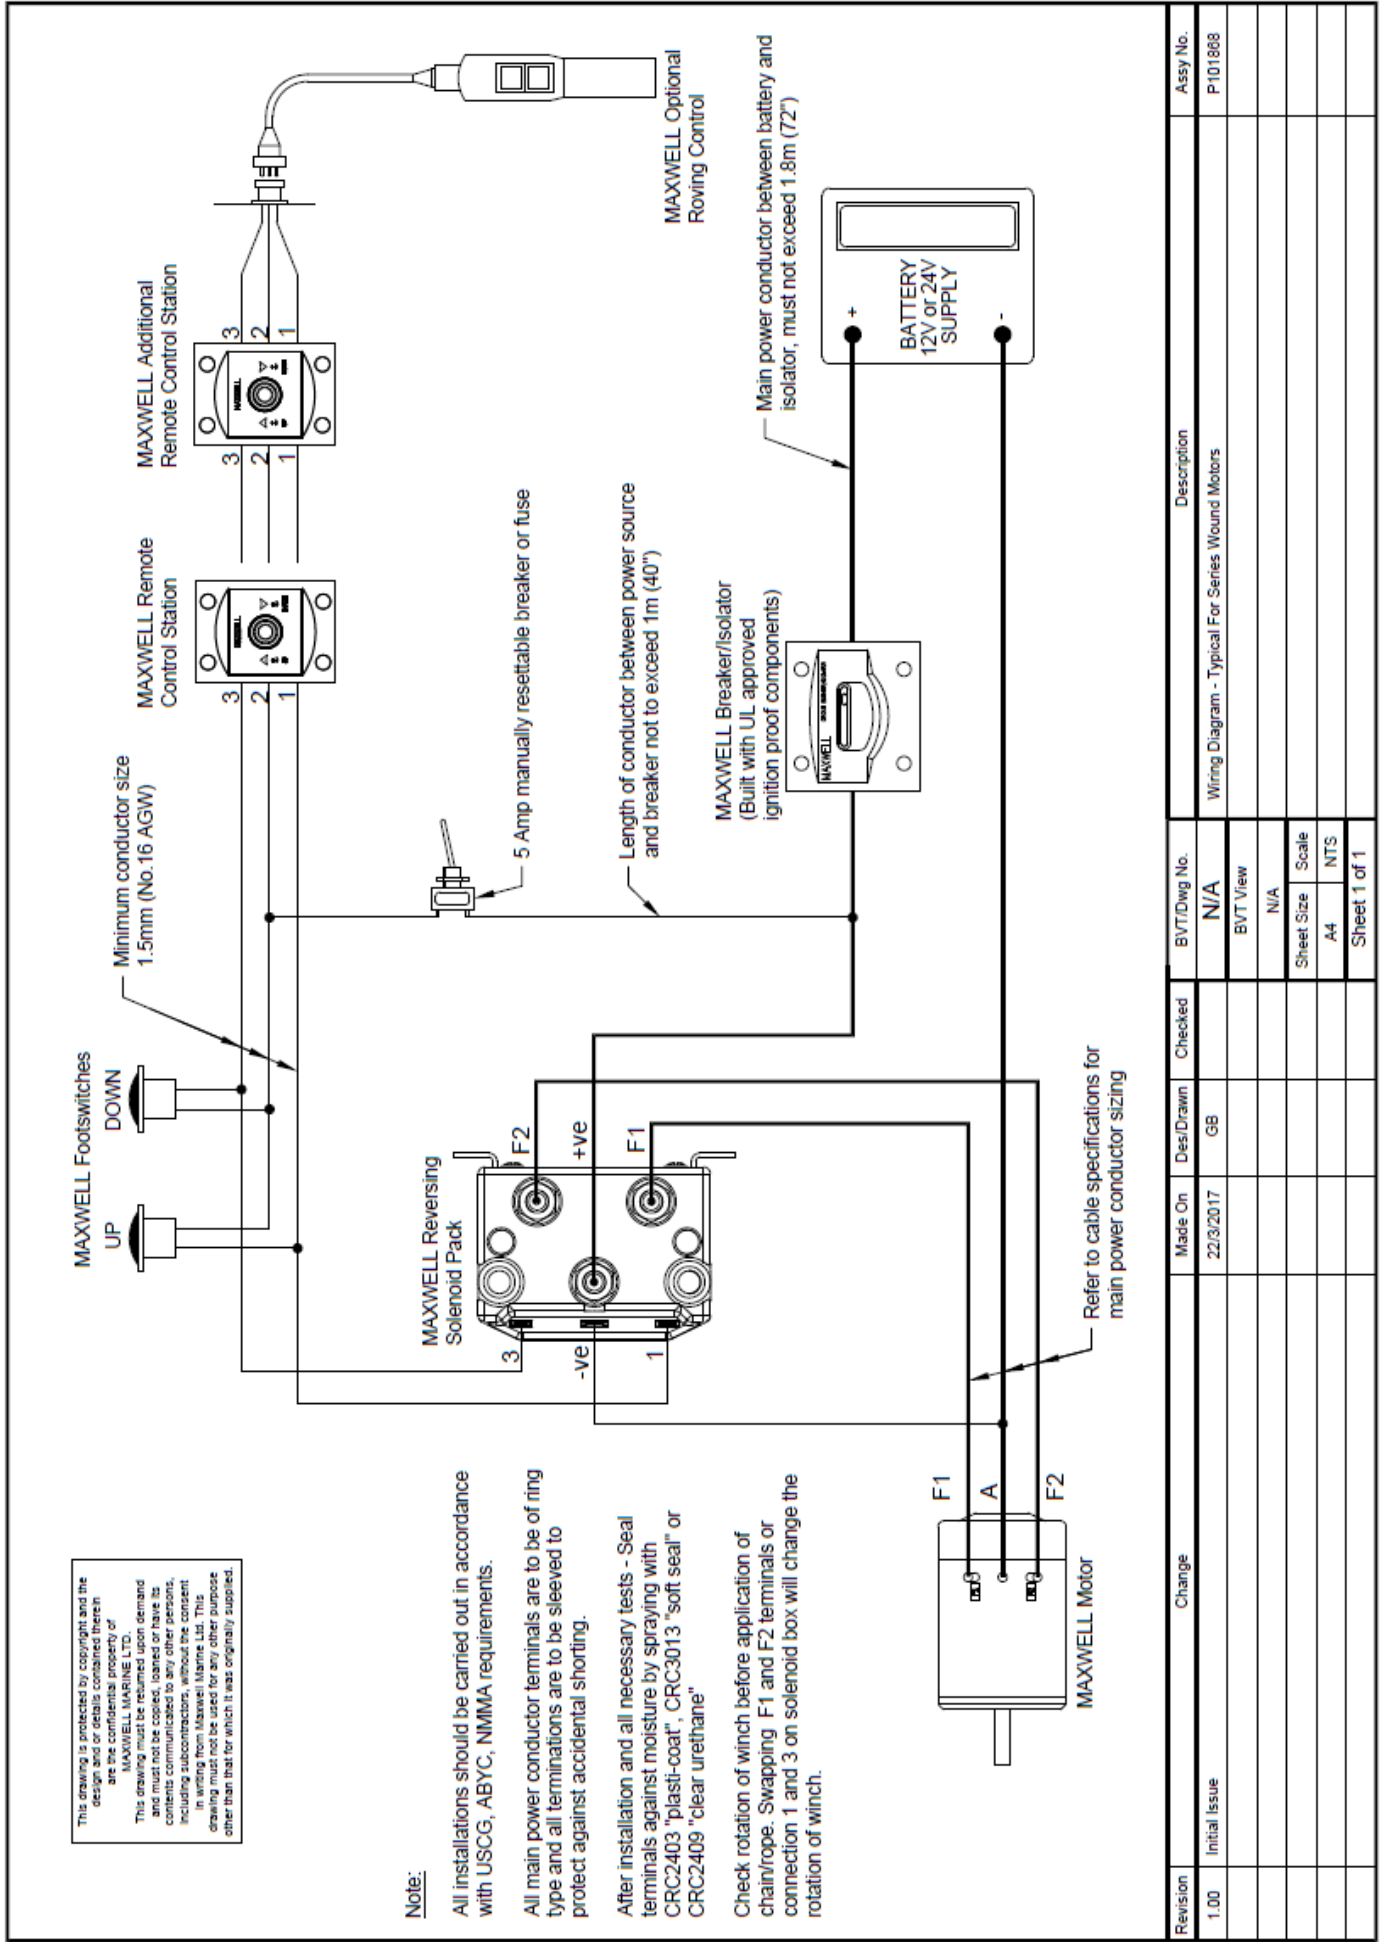 This drawing is protected by copyright and the
design and or details contained therein
are the confidential property of
MAXWELL MARINE LTD.
This drawing must be returned upon demand
and must not be copied, loaned or have its
contents communicated to any other persons,
including subcontractors, without the consent
in writing from Maxwell Marine Ltd. This
drawing must not be used for any other purpose
other than that for which it was originally supplied.
MAXWELL Footswitches
UP
DOWN
Minimum conductor size
1.5mm (No.16 AGW)
MAXWELL Remote
Control Station
3
2
1
MAXWELL Additional
Remote Control Station
3
2
1
3
2
1
MAXWELL Optional
Roving Control
5 Amp manually resettable breaker or fuse
Length of conductor between power source
and breaker not to exceed 1m (40")
MAXWELL Reversing
Solenoid Pack
3
-ve
1
F2
+ve
F1
MAXWELL Breaker/Isolator
(Built with UL approved
ignition proof components)
MAXWELL
Main power conductor between battery and
isolator, must not exceed 1.8m (72")
+
BATTERY
12V or 24V
SUPPLY
-
Note:
All installations should be carried out in accordance
with USCG, ABYC, NMMA requirements.
All main power conductor terminals are to be of ring
type and all terminations are to be sleeved to
protect against accidental shorting.
After installation and all necessary tests - Seal
terminals against moisture by spraying with
CRC2403 "plasti-coat", CRC3013 "soft seal" or
CRC2409 "clear urethane"
Check rotation of winch before application of
chain/rope. Swapping F1 and F2 terminals or
connection 1 and 3 on solenoid box will change the
rotation of winch.
F1
A
F2
MAXWELL Motor
Refer to cable specifications for
main power conductor sizing
Revision Change Made On Des/Drawn Checked BVT/Dwg No. Description Assy No.
1.00 Initial Issue 22/3/2017 GB N/A Wiring Diagram - Typical For Series Wound Motors P101868
BVT View
N/A
Sheet Size Scale
A4 NTS
Sheet 1 of 1